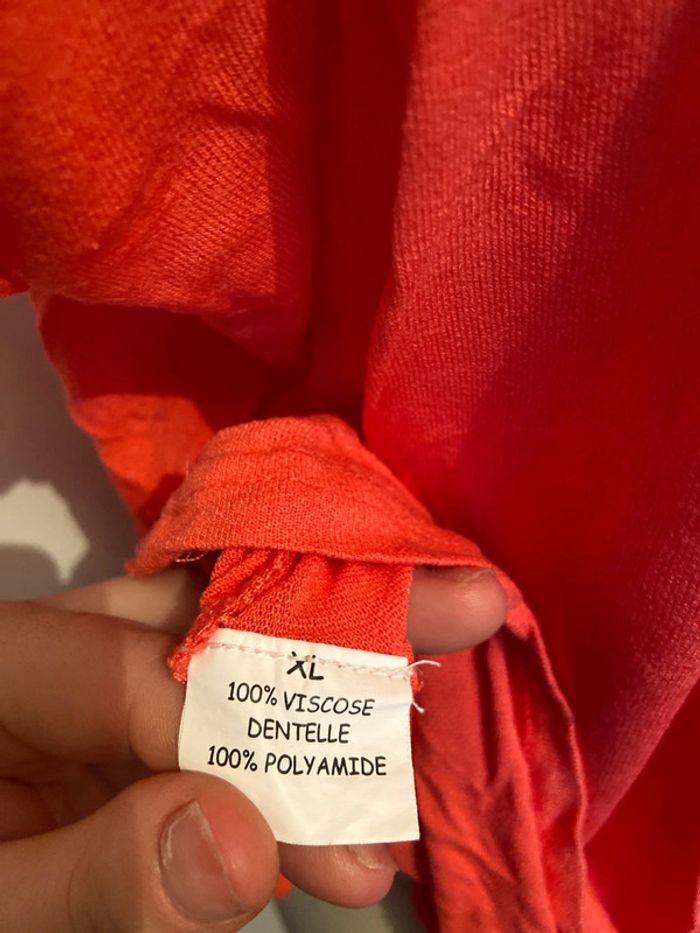 XL
100% VISCOSE
DENTELLE
100% POLYAMIDE